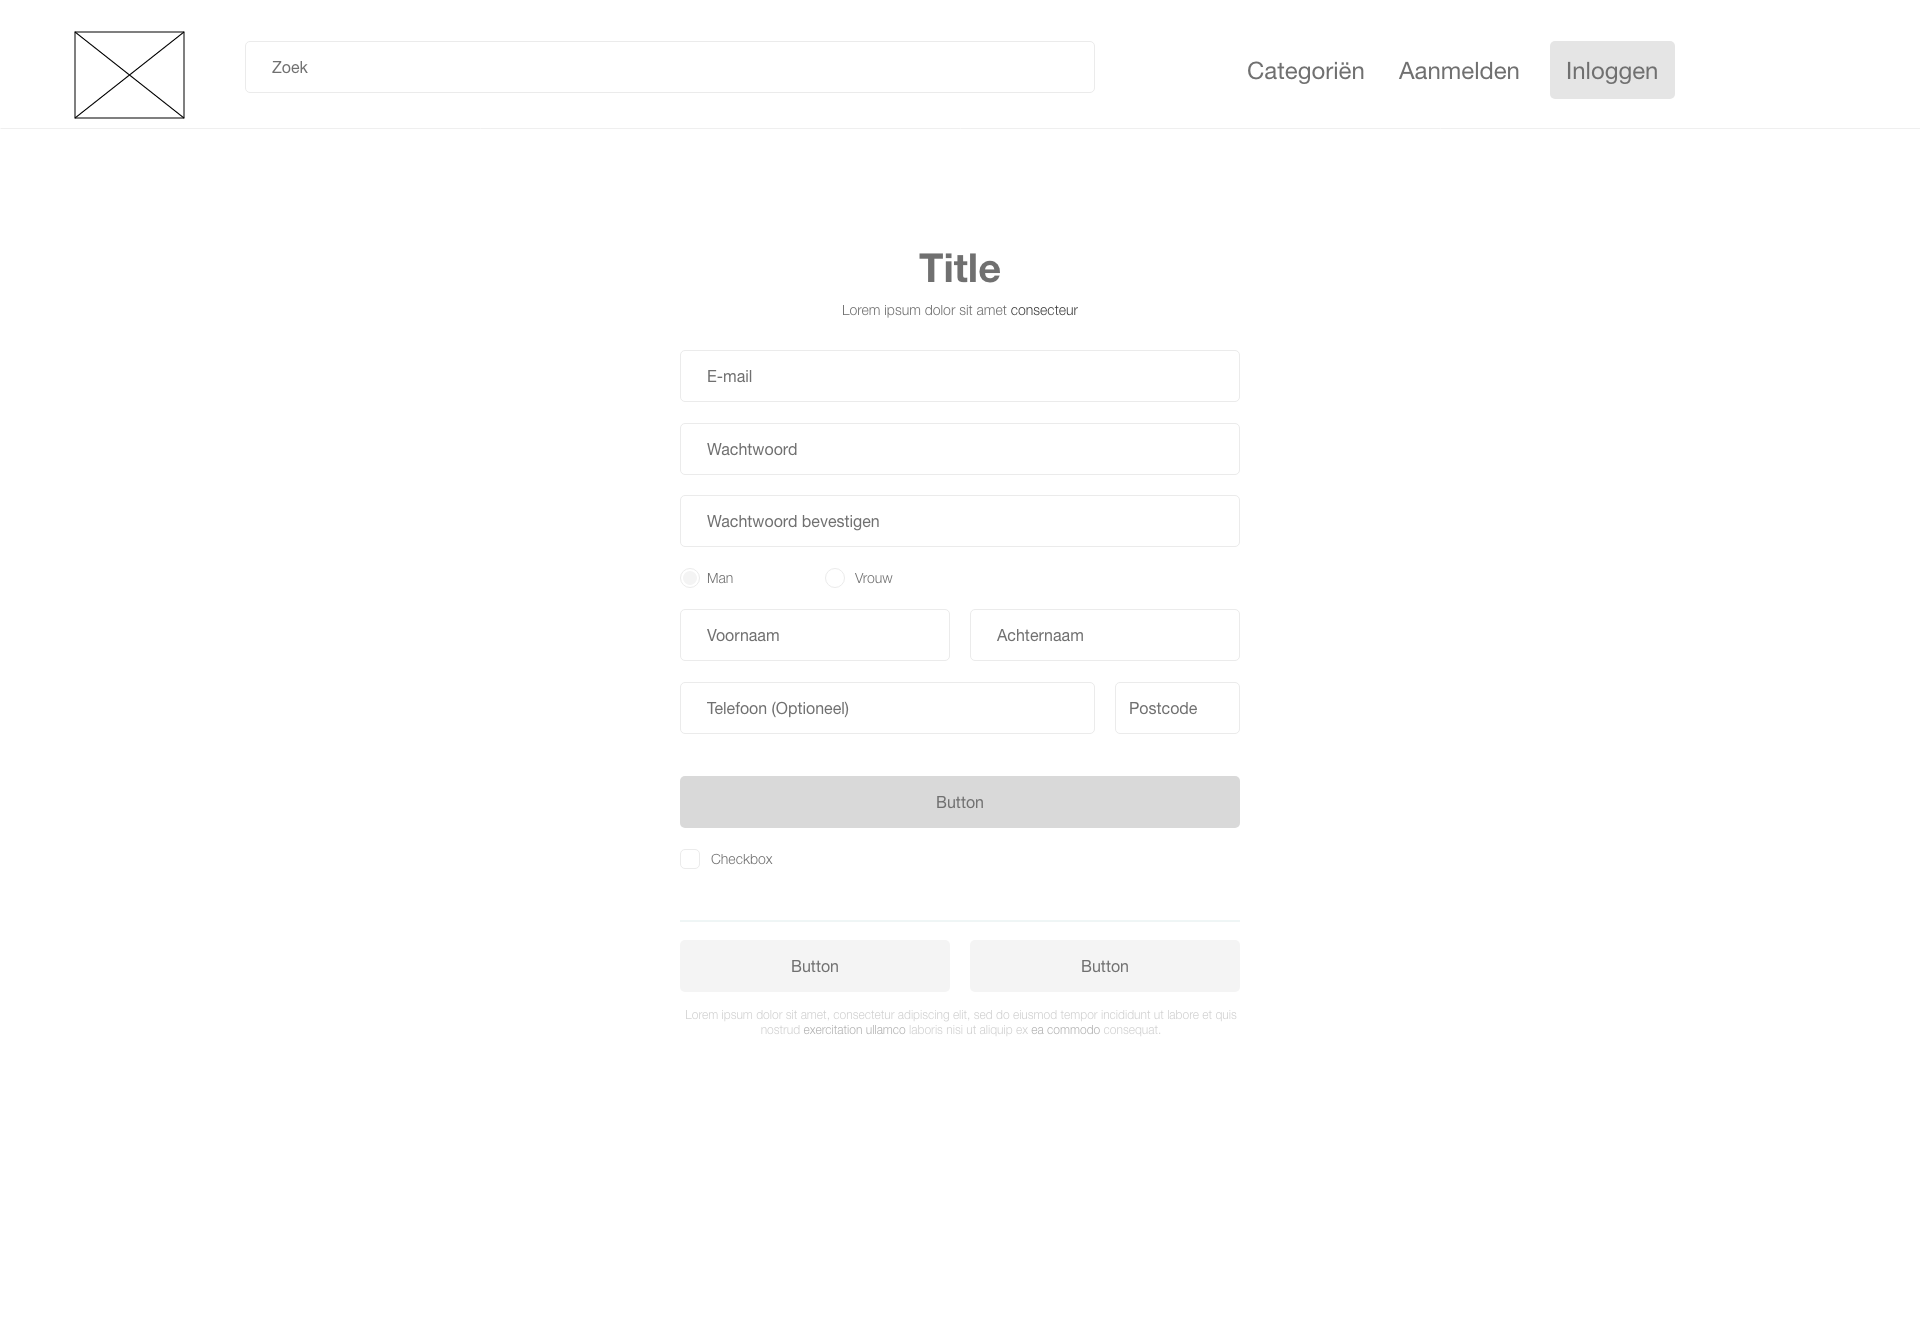 Zoek
Categoriën
Aanmelden
Inloggen
Title
Lorem ipsum dolor sit amet consecteur
E-mail
Wachtwoord
Wachtwoord bevestigen
Man
Vrouw
Voornaam
Achternaam
Telefoon (Optioneel)
Postcode
Button
Checkbox
Button
Button
Lorem ipsum dolor sit amet, consectetur adipiscing elit, sed do eiusmod tempor incididunt ut labore et quis
nostrud exercitation ullamco laboris nisi ut aliquip ex ea commodo consequat.